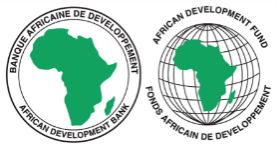 BANQUE AFRICAINE DE DEVELOPPEMENT
AFRICAN DEVELOPMENT BANK
AFRICAN DEVELOPMENT FUND
FONDS AFRICAIN DE DEVELOPPEMENT